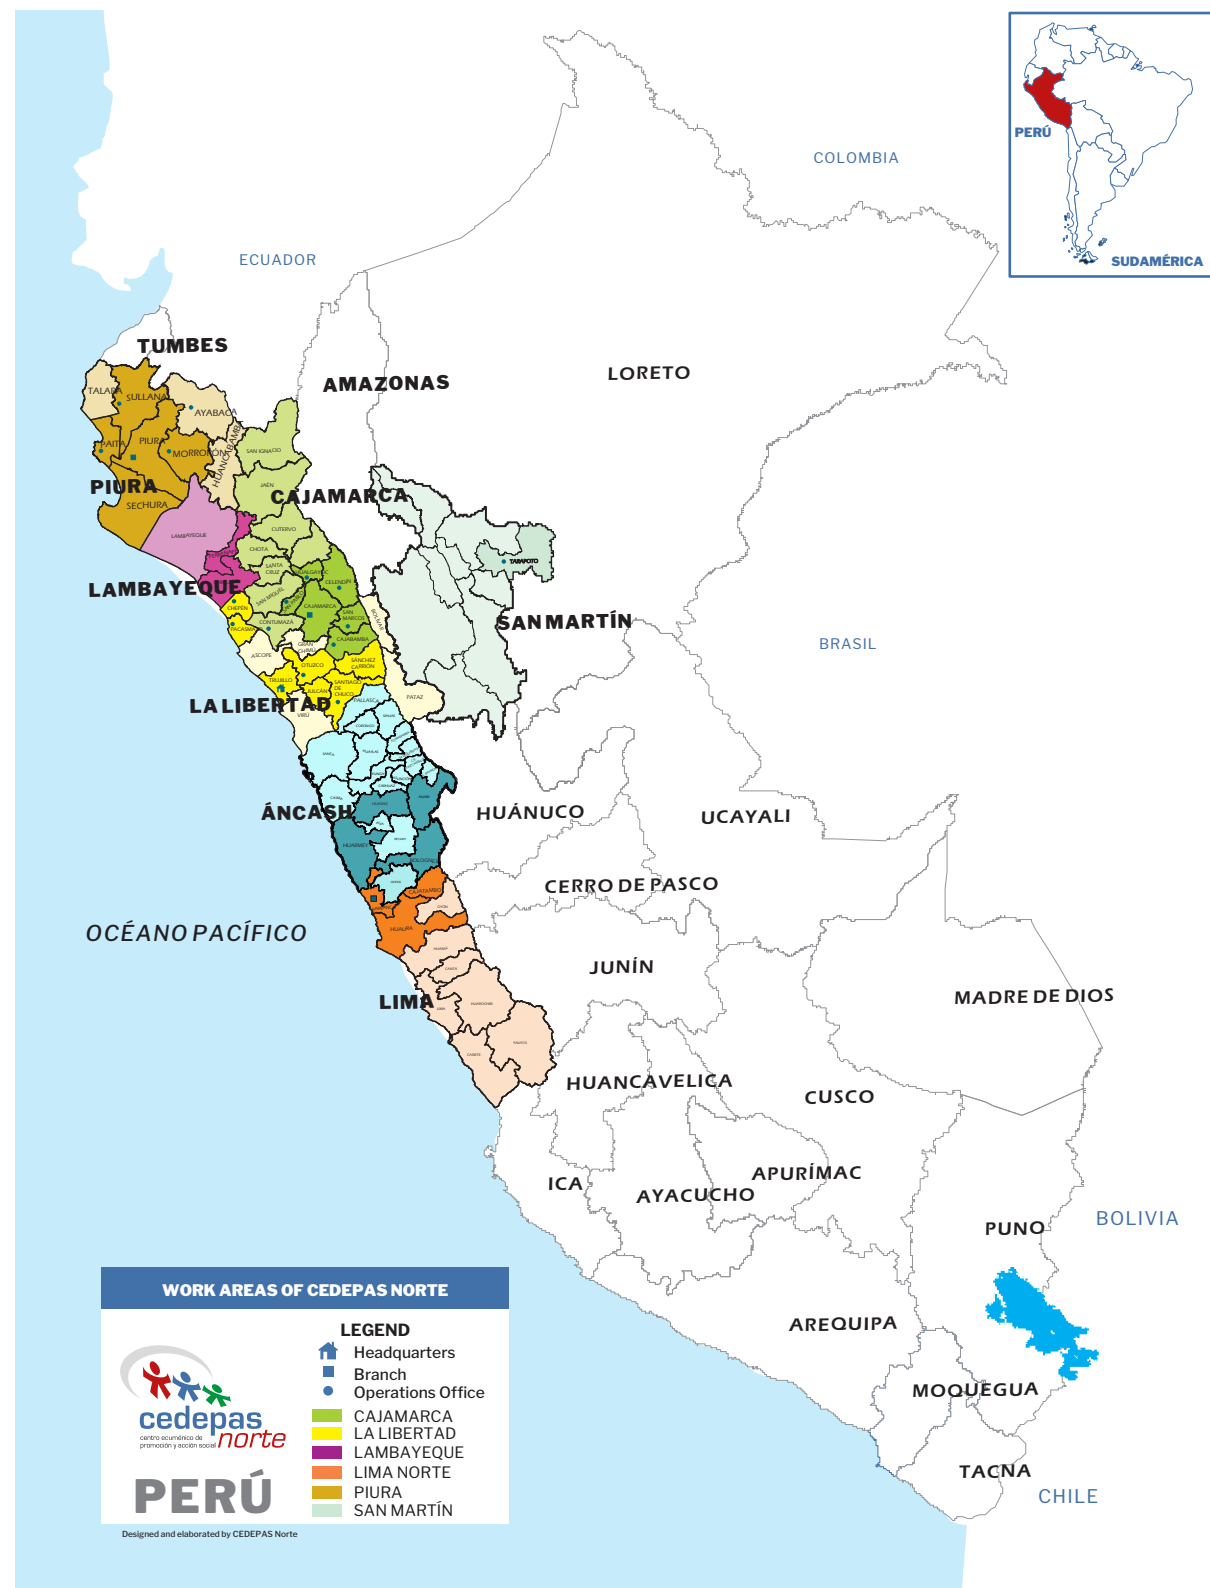 COLOMBIA
PERÚ
SUDAMÉRICA
ECUADOR
TUMBES
AMAZONAS
LORETO
TALARA
SULLANA
AYABACA
PAITA
PIURA
MORROPÓN
HUANCABAMBA
SAN IGNACIO
PIURA
SECHURA
JAÉN
CAJAMARCA
LAMBAYEQUE
CUTERVO
CHOTA
TARAPOTO
SANTA
CRUZ
HUALGAYOC
CELENDÍN
LAMBAYEQUE
SAN MIGUEL
SAN PABLO
CHEPÉN
CAJAMARCA
SAN
MARCOS
BOLÍVAR
PACASMAYO
CONTUMAZÁ
SAN MARTÍN
CAJABAMBA
BRASIL
GRAN
CHIMÚ
ASCOPE
OTUZCO
SÁNCHEZ
CARRIÓN
TRUJILLO
JULCÁN
SANTIAGO
DE
CHUCO
PATAZ
PALLASCA
LA LIBERTAD
VIRÚ
SANTA
ÁNCASH
HUÁNUCO
UCAYALI
HUARMEY
CERRO DE PASCO
CAJATAMBO
HUAURA
OCÉANO PACÍFICO
JUNÍN
MADRE DE DIOS
LIMA
HUANCAVELICA
CUSCO
APURÍMAC
ICA
AYACUCHO
BOLIVIA
PUNO
AREQUIPA
MOQUEGUA
TACNA
CHILE
WORK AREAS OF CEDEPAS NORTE
LEGEND
Headquarters
Branch
Operations Office
CAJAMARCA
LA LIBERTAD
LAMBAYEQUE
LIMA NORTE
PIURA
SAN MARTÍN
cedepas
centro ecuménico de
promoción y acción social
norte
PERÚ
Designed and elaborated by CEDEPAS Norte